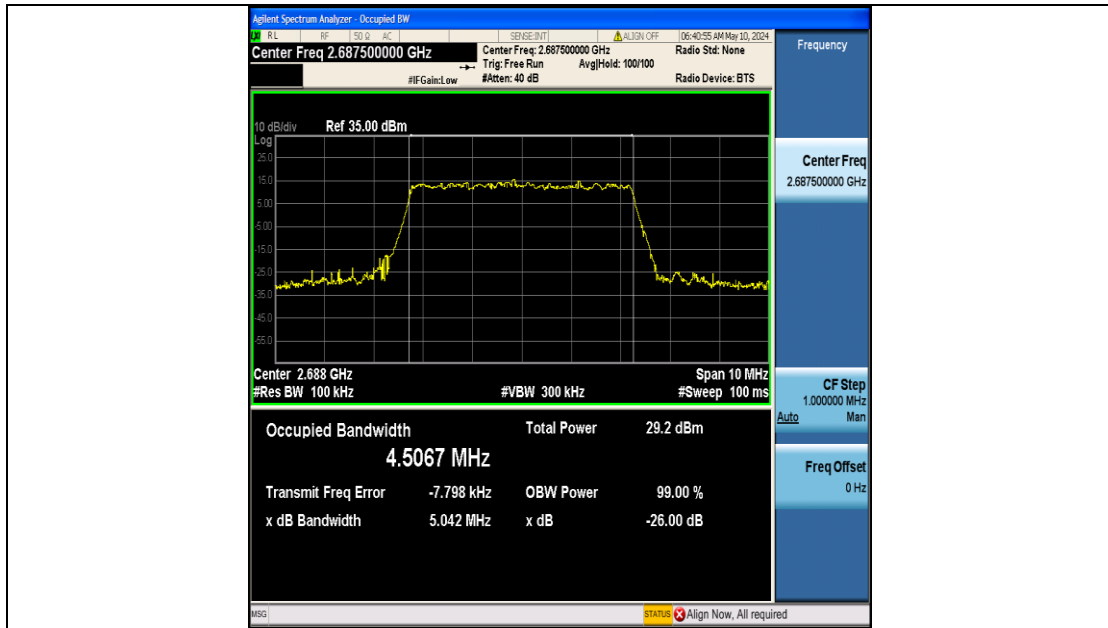 Agilent Spectrum Analyzer - Occupied BW
RL RF 50 Ω AC SENSE:INT ALIGN OFF 06:40:55 AM May 10, 2024
Center Freq 2.687500000 GHz
Center Freq: 2.687500000 GHz
Radio Std: None
Trig: Free Run Avg|Hold: 100/100
#IFGain:Low #Atten: 40 dB Radio Device: BTS
10 dB/div Ref 35.00 dBm
Log
25.0
15.0
5.00
-5.00
-15.0
-25.0
-35.0
-45.0
-55.0
Center 2.688 GHz Span 10 MHz
#Res BW 100 kHz #VBW 300 kHz #Sweep 100 ms
Occupied Bandwidth Total Power 29.2 dBm
4.5067 MHz
Transmit Freq Error -7.798 kHz OBW Power 99.00 %
x dB Bandwidth 5.042 MHz x dB -26.00 dB
MSG STATUS Align Now, All required
Frequency
Center Freq
2.687500000 GHz
CF Step
1.000000 MHz
Auto Man
Freq Offset
0 Hz